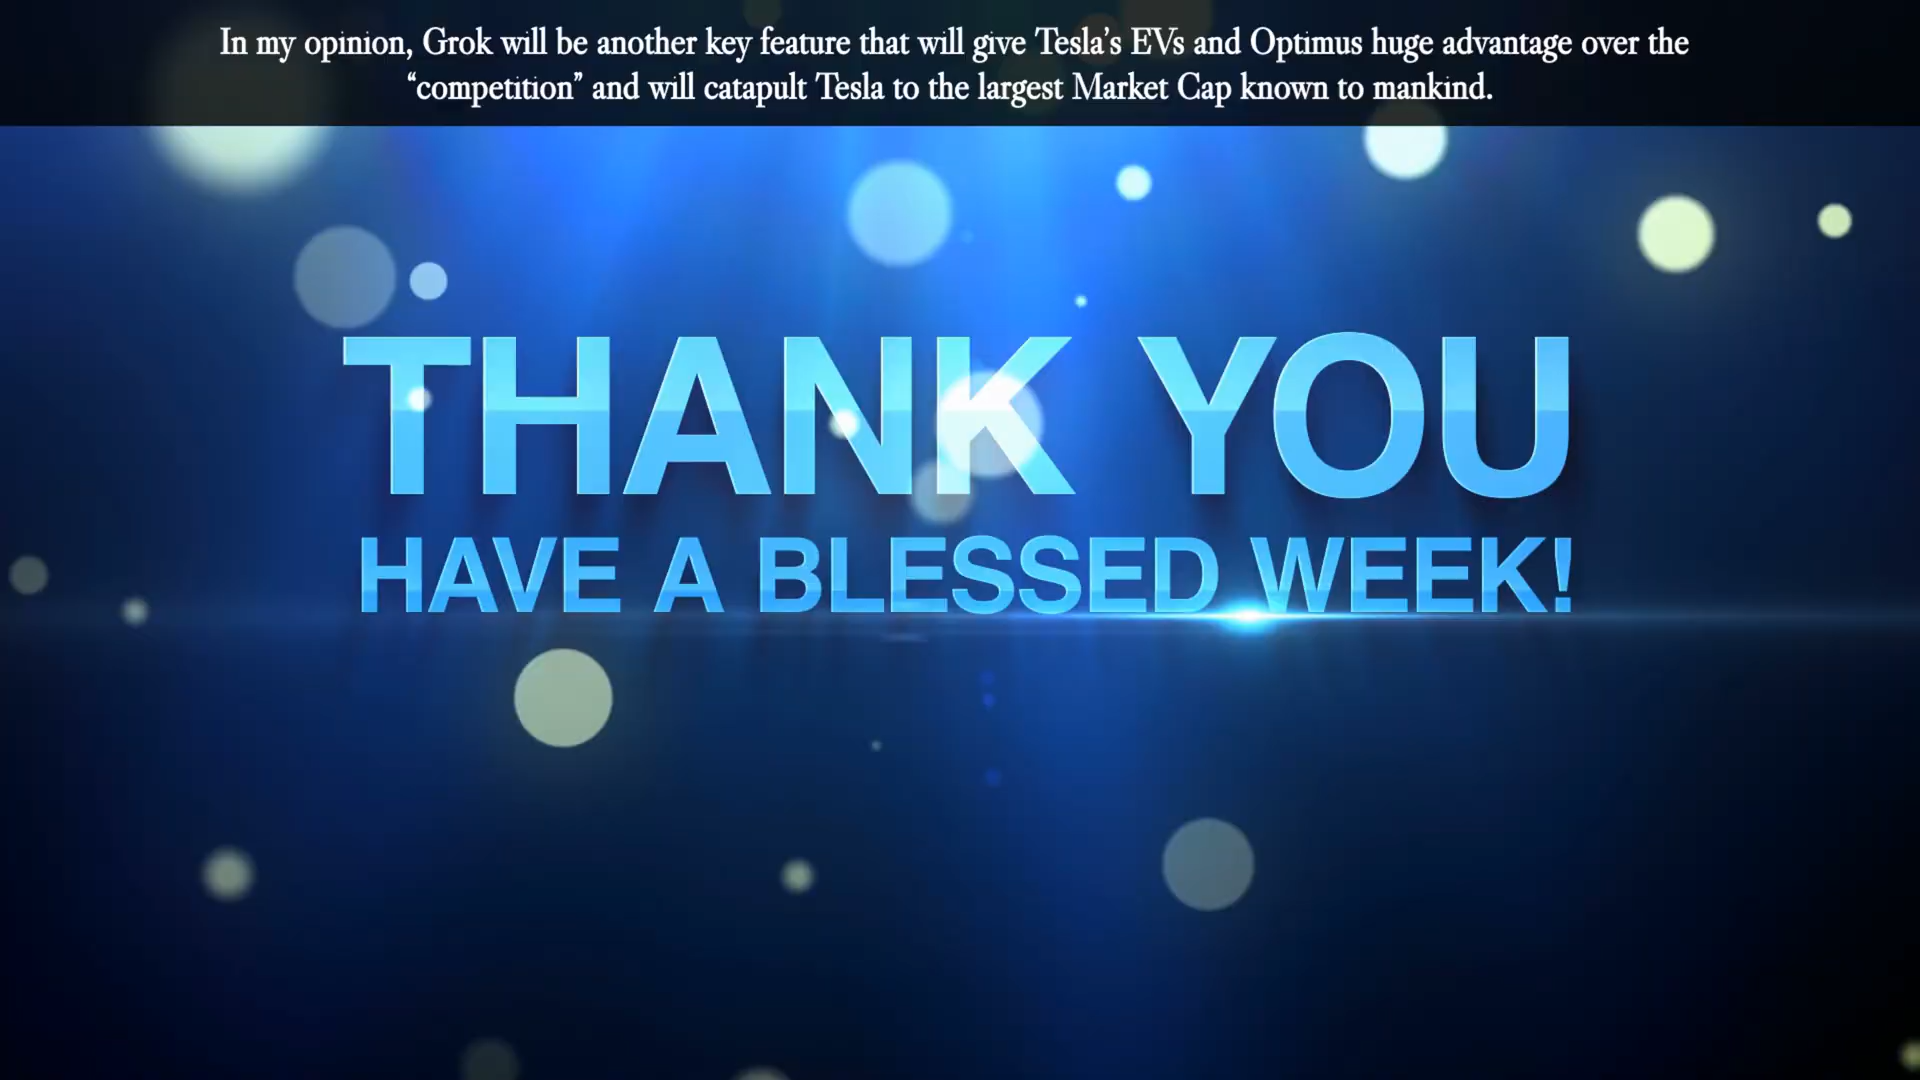 In my opinion, Grok will be another key feature that will give Tesla’s EVs and Optimus huge advantage over the
“competition” and will catapult Tesla to the largest Market Cap known to mankind.
THANK YOU
HAVE A BLESSED WEEK!